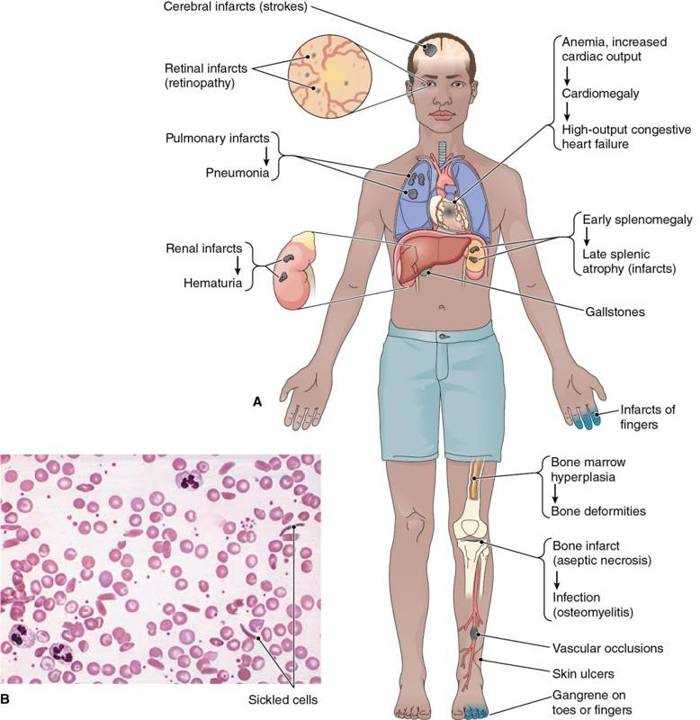 Cerebral infarcts (strokes)
Retinal infarcts
(retinopathy)
Pulmonary infarcts
Pneumonia
Renal infarcts
Hematuria
Anemia, increased
cardiac output
Cardiomegaly
High-output congestive
heart failure
Early splenomegaly
Late splenic
atrophy (infarcts)
Gallstones
A
Infarcts of
fingers
Bone marrow
hyperplasia
Bone deformities
Bone infarct
(aseptic necrosis)
Infection
(osteomyelitis)
Vascular occlusions
Skin ulcers
Gangrene on
toes or fingers
B
Sickled cells